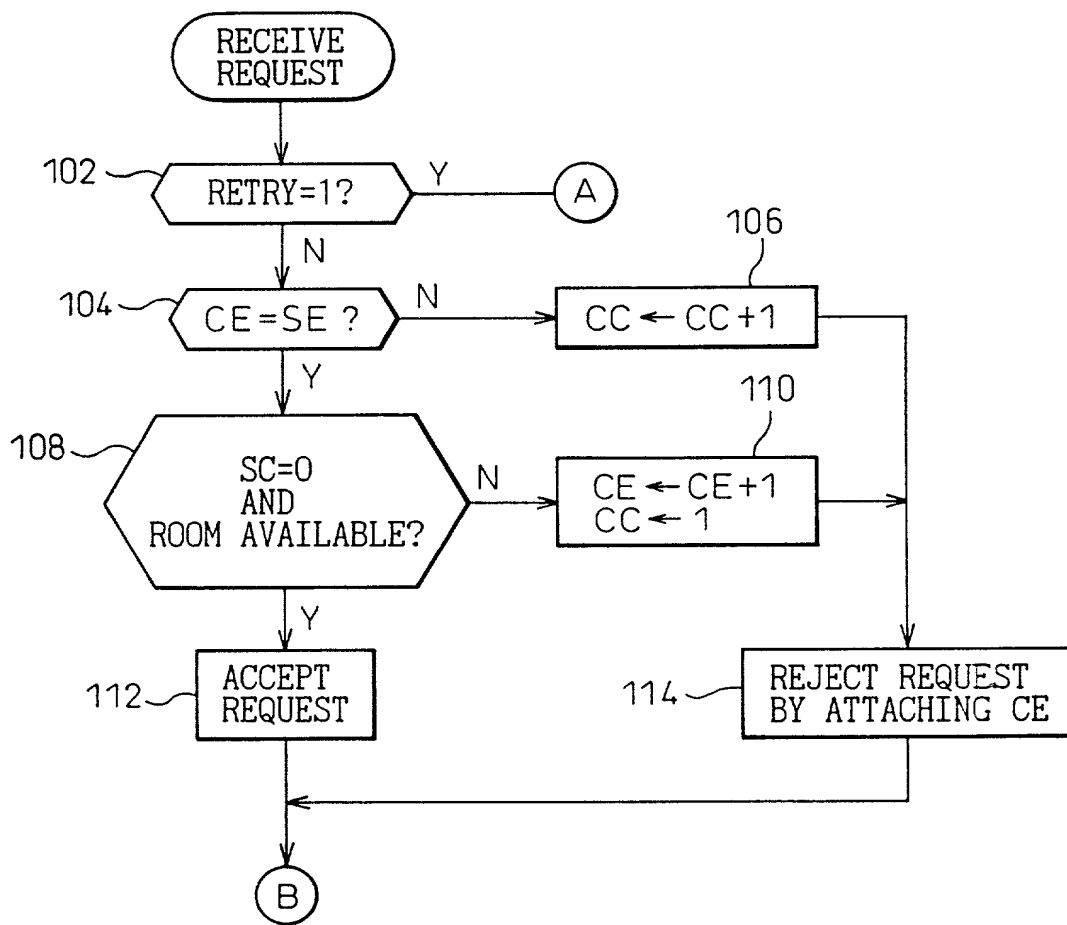 RECEIVE
REQUEST
102
RETRY=1?
Y
A
N
106
104
CE=SE ?
N
CC ← CC+1
Y
110
108
SC=0
AND
ROOM AVAILABLE?
N
CE ← CE+1
CC ← 1
Y
112
ACCEPT
REQUEST
114
REJECT REQUEST
BY ATTACHING CE
B